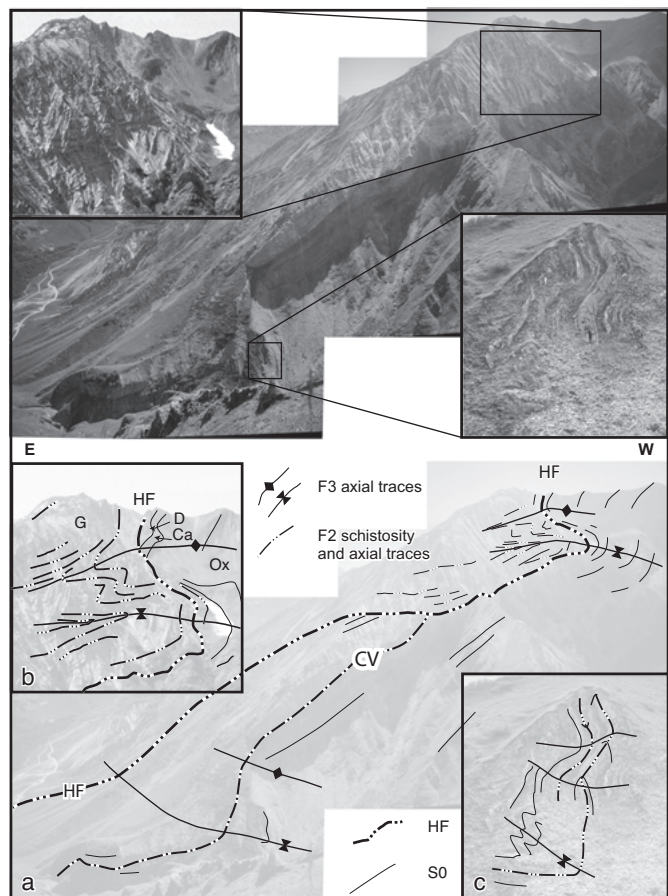 E
W
HF
G
D
Ca
Ox
b
F3 axial traces
F2 schistosity
and axial traces
HF
CV
HF
a
HF
S0
c